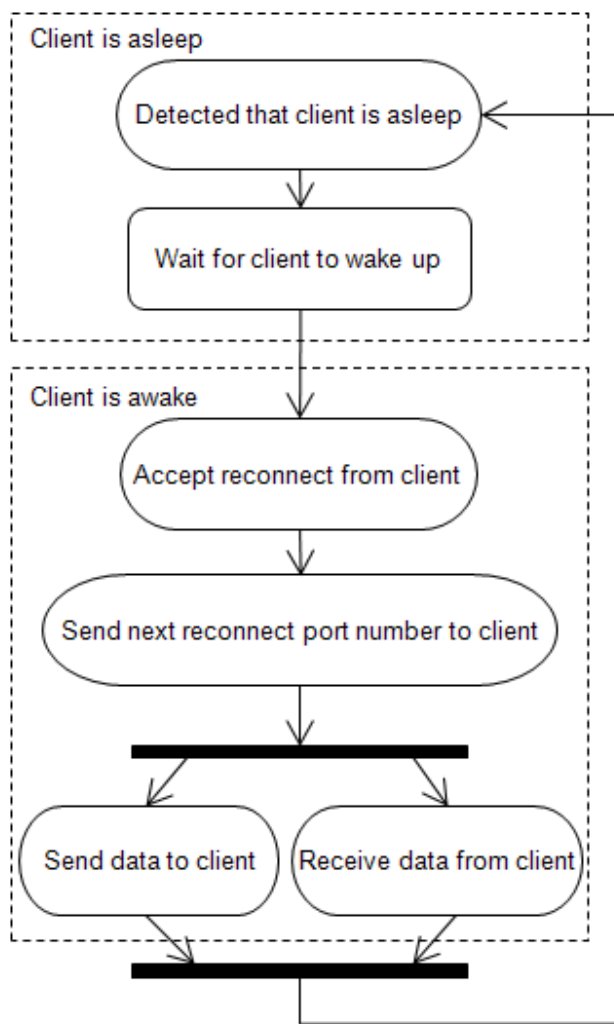 Client is asleep
Detected that client is asleep
Wait for client to wake up
Client is awake
Accept reconnect from client
Send next reconnect port number to client
Send data to client
Receive data from client